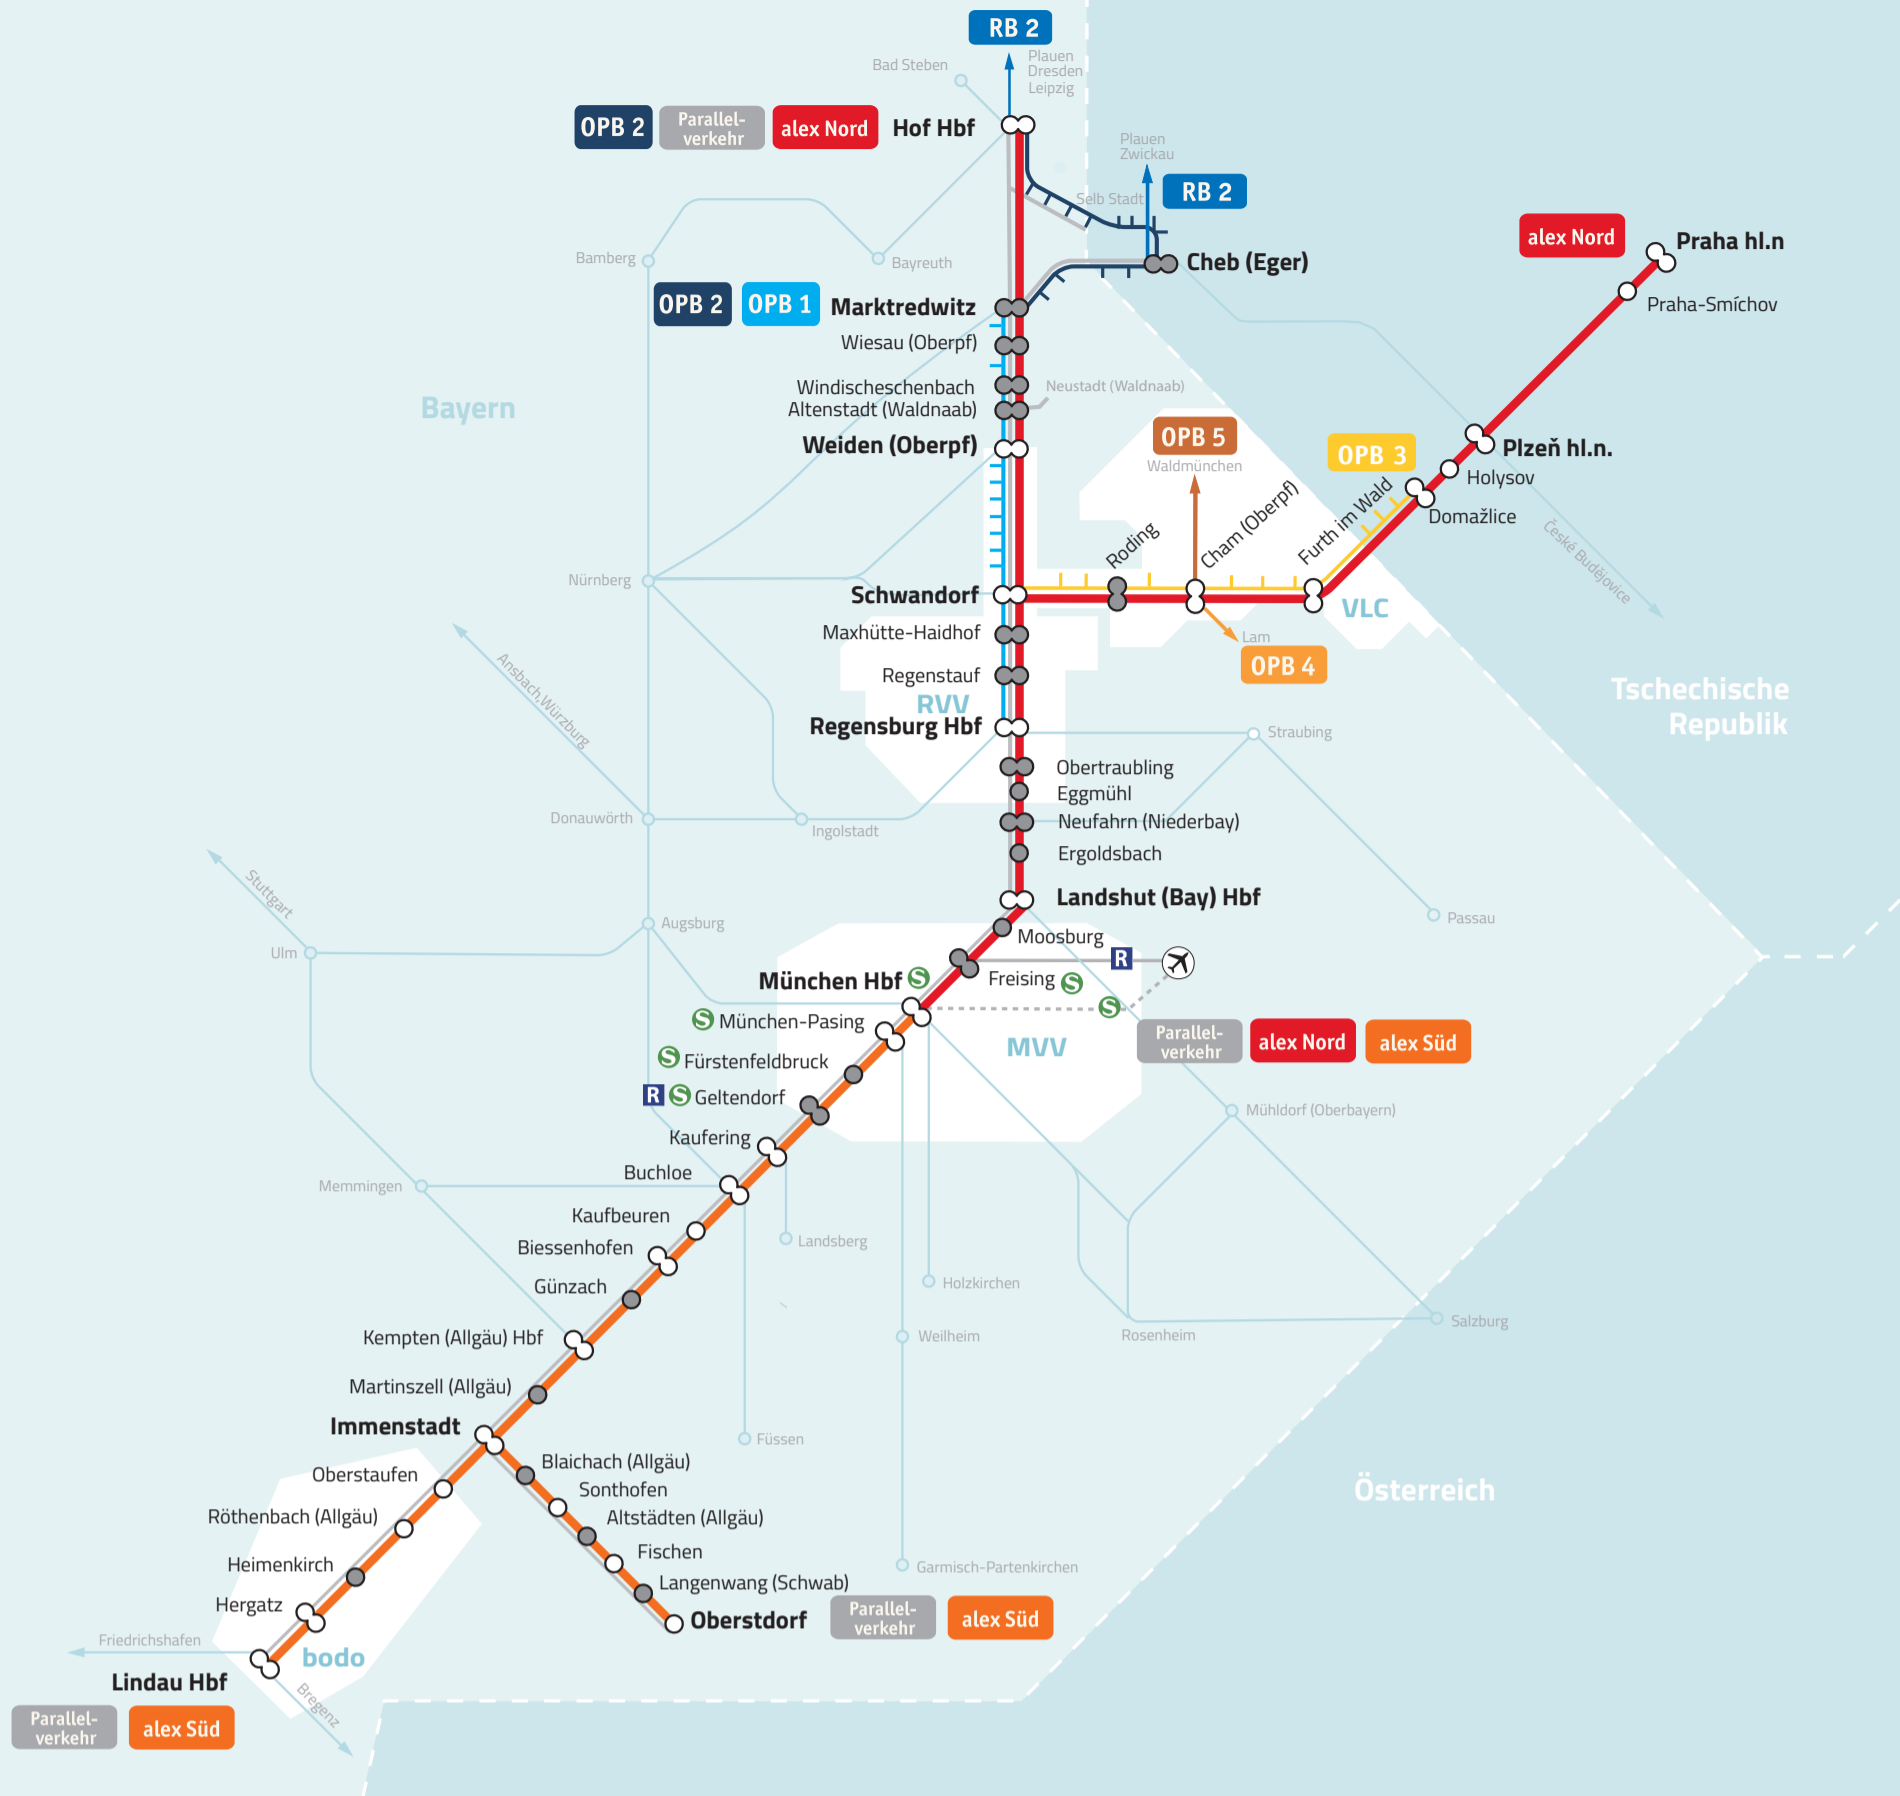 RB 2
Plauen
Dresden
Leipzig
Bad Steben
OPB 2
Parallel-
verkehr
alex Nord
Hof Hbf
Plauen
Zwickau
RB 2
Selb Stadt
alex Nord
Praha hl.n
Bamberg
Bayreuth
Cheb (Eger)
OPB 2
OPB 1
Marktredwitz
Praha-Smíchov
Wiesau (Oberpf)
Windischeschenbach
Neustadt (Waldnaab)
Bayern
Altenstadt (Waldnaab)
Weiden (Oberpf)
OPB 5
Waldmünchen
OPB 3
Plzeň hl.n.
Holysov
Domažlice
Roding
Cham (Oberpf)
Furth im Wald
České Budějovice
Nürnberg
Schwandorf
VLC
Maxhütte-Haidhof
Lam
OPB 4
Regenstauf
Ansbach,Würzburg
RVV
Tschechische
Republik
Regensburg Hbf
Straubing
Obertraubling
Eggmühl
Donauwörth
Ingolstadt
Neufahrn (Niederbay)
Ergoldsbach
Stuttgart
Landshut (Bay) Hbf
Passau
Augsburg
Ulm
Moosburg
R
München Hbf
S
Freising
S
S
S
München-Pasing
MVV
Parallel-
verkehr
alex Nord
alex Süd
S
Fürstenfeldbruck
R
S
Geltendorf
Mühldorf (Oberbayern)
Kaufering
Buchloe
Memmingen
Kaufbeuren
Landsberg
Biessenhofen
Günzach
Holzkirchen
Kempten (Allgäu) Hbf
Weilheim
Rosenheim
Salzburg
Martinszell (Allgäu)
Immenstadt
Füssen
Blaichach (Allgäu)
Oberstaufen
Sonthofen
Österreich
Röthenbach (Allgäu)
Altstädten (Allgäu)
Fischen
Heimenkirch
Garmisch-Partenkirchen
Langenwang (Schwab)
Hergatz
Oberstdorf
Parallel-
verkehr
alex Süd
Friedrichshafen
bodo
Lindau Hbf
Bregenz
Parallel-
verkehr
alex Süd